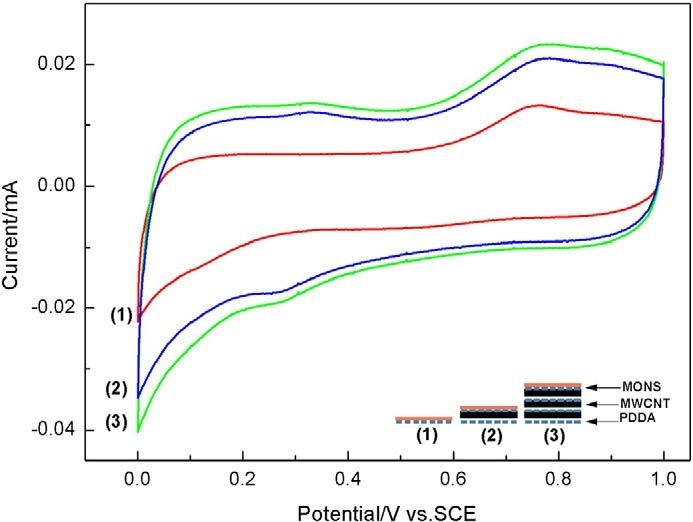 0.02
0.00
-0.02
-0.04
Current/mA
(1)
(2)
(3)
MONS
MWCNT
PDDA
(1) (2) (3)
0.0 0.2 0.4 0.6 0.8 1.0
Potential/V vs.SCE